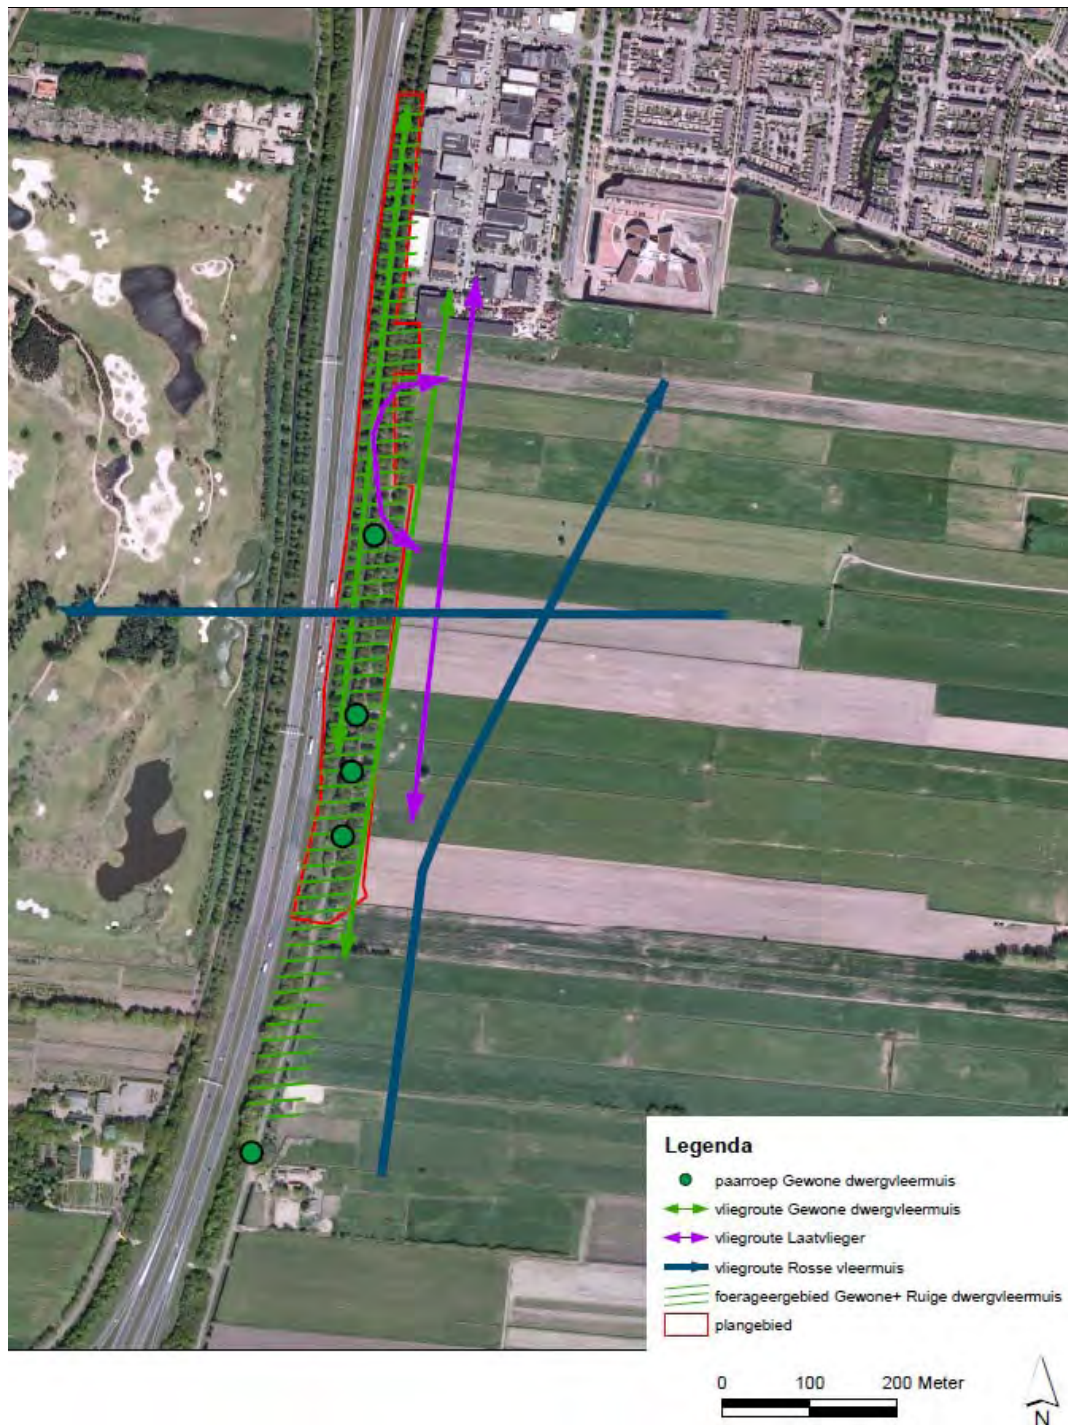 Legenda
paarroep Gewone dwergvleermuis
vliegroute Gewone dwergvleermuis
vliegroute Laatvlieger
vliegroute Rosse vleermuis
foerageergebied Gewone+ Ruige dwergvleermuis
plangebied
0 100 200 Meter
N